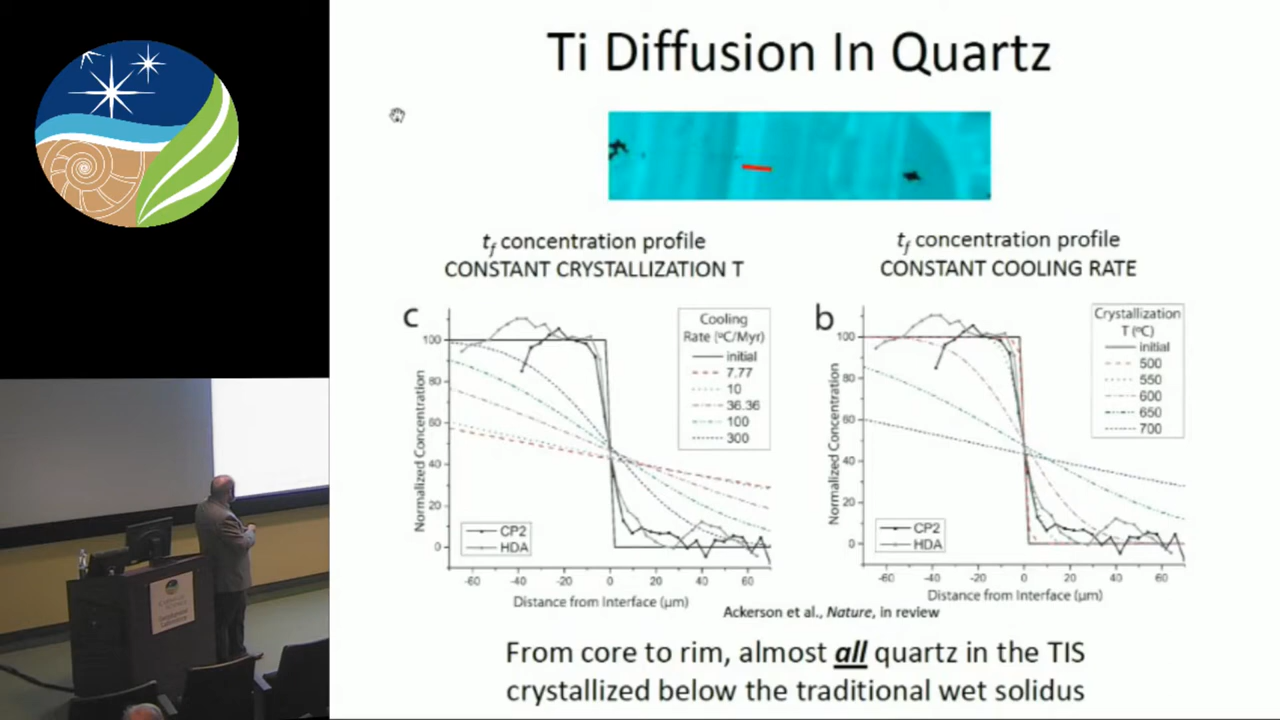 Ti Diffusion In Quartz
tf concentration profile
CONSTANT CRYSTALLIZATION T
tf concentration profile
CONSTANT COOLING RATE
c
Cooling
Rate (ºC/Myr)
initial
7.77
10
36.36
100
300
Normalized Concentration
100
80
60
40
20
0
CP2
HDA
-60 -40 -20 0 20 40 60
Distance from Interface (µm)
b
Crystallization
T (ºC)
initial
500
550
600
650
700
Normalized Concentration
100
80
60
40
20
0
CP2
HDA
-60 -40 -20 0 20 40 60
Distance from Interface (µm)
Ackerson et al., Nature, in review
From core to rim, almost all quartz in the TIS
crystallized below the traditional wet solidus